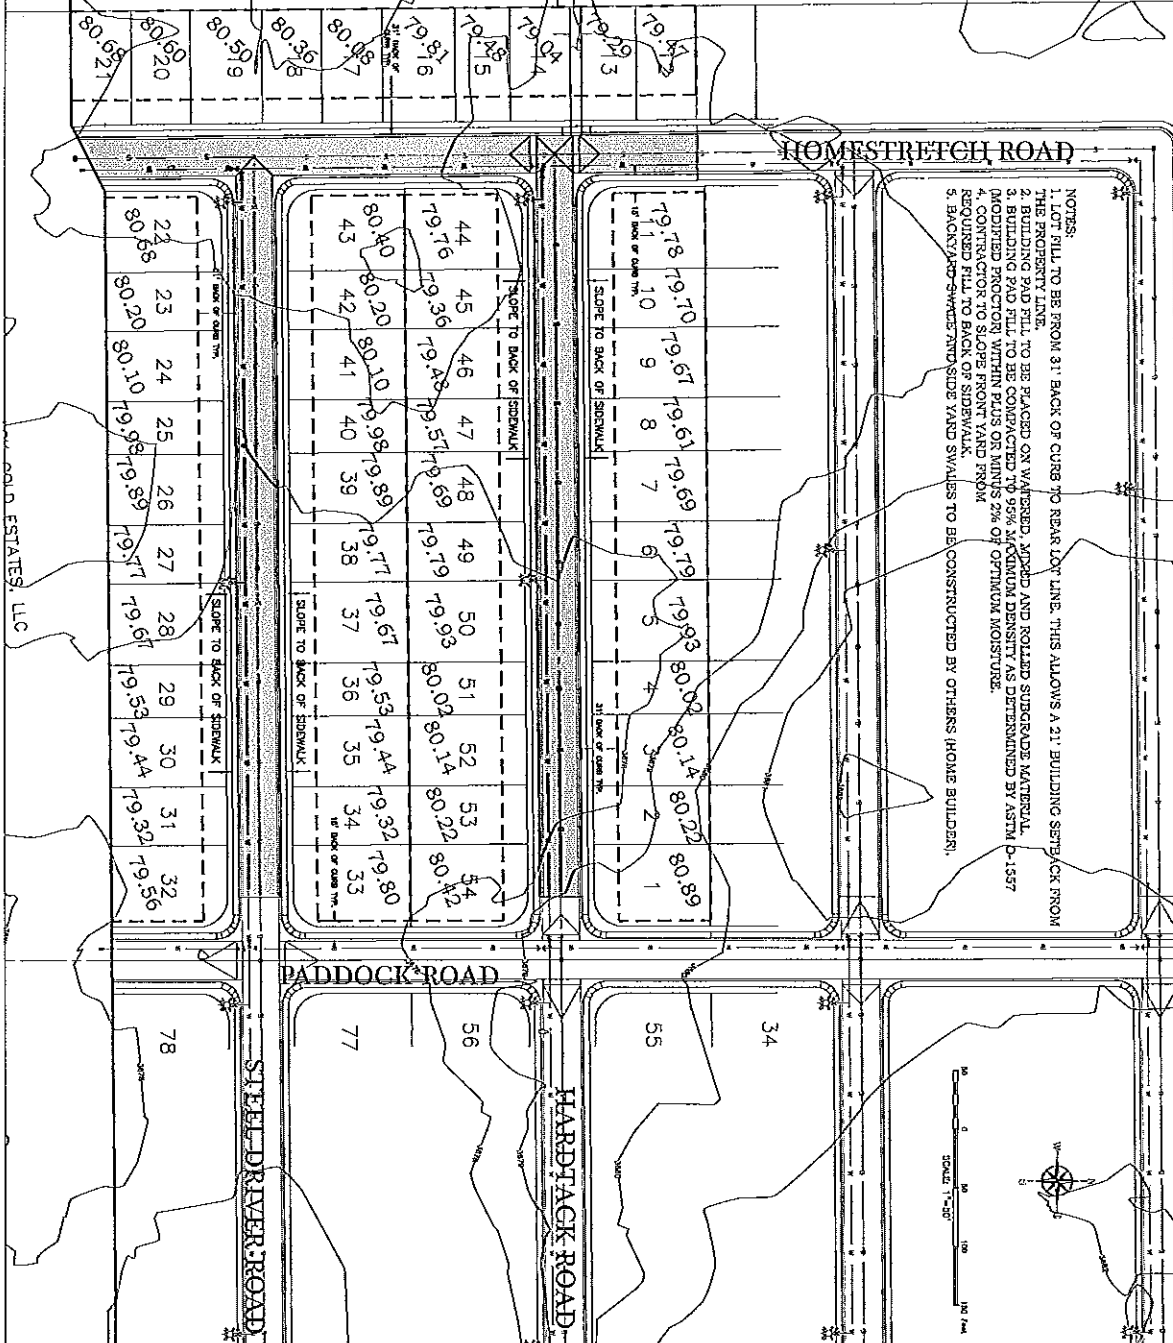 HOMESTRETCH ROAD
NOTES:
1. LOT FILL TO BE FROM 31' BACK OF CURB TO REAR LOT LINE. THIS ALLOWS A 21' BUILDING SETBACK FROM
THE PROPERTY LINE.
2. BUILDING PAD FILL TO BE PLACED ON WATERED, MIXED AND ROLLED SUBGRADE MATERIAL
3. BUILDING PAD FILL TO BE COMPACTED TO 95% MAXIMUM DENSITY AS DETERMINED BY ASTM D-1557
(MODIFIED PROCTOR) WITHIN PLUS OR MINUS 2% OF OPTIMUM MOISTURE.
4. CONTRACTOR TO SLOPE FRONT YARD FROM
REQUIRED FILL TO BACK OF SIDEWALK.
5. BACKYARD SWALE AND SIDE YARD SWALES TO BE CONSTRUCTED BY OTHERS (HOME BUILDER).
79.29 13
79.04 14
15
79.81 16
80.08 17
80.36 18
80.50 19
80.60 20
80.68 21
31' BACK OF CURB TYP.
79.78 79.70 79.67 79.61 79.69 79.79 79.93 80.02 80.14 80.22 80.89
11 10 9 8 7 6 5 4 3 2 1
SLOPE TO BACK OF SIDEWALK
31' BACK OF CURB TYP.
SLOPE TO BACK OF SIDEWALK
44 45 46 47 48 49 50 51 52 53 54
79.76 79.36 79.48 79.57 79.69 79.79 79.93 80.02 80.14 80.22 80.42
80.40 80.20 80.10 79.98 79.89 79.77 79.67 79.53 79.44 79.32 79.80
43 42 41 40 39 38 37 36 35 34 33
SLOPE TO BACK OF SIDEWALK
SLOPE TO BACK OF SIDEWALK
22 23 24 25 26 27 28 29 30 31 32
80.68 80.20 80.10 79.98 79.89 79.77 79.67 79.53 79.44 79.32 79.56
GOLD ESTATES, LLC
PADDOCK ROAD
34
55
56
77
78
HARDTACK ROAD
STEEL DRIVER ROAD
SCALE: 1"=50'